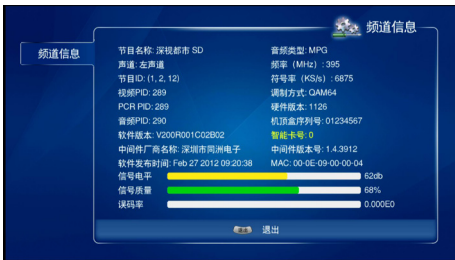 频道信息
频道信息
节目名称: 深视都市 SD 音频类型: MPG
声道: 左声道 频率（MHz）: 395
节目ID: (1, 2, 12) 符号率（KS/s）: 6875
视频PID: 289 调制方式: QAM64
PCR PID: 289 硬件版本: 1126
音频PID: 290 机顶盒序列号: 01234567
软件版本: V200R001C02B02 智能卡号: 0
中间件厂商名称: 深圳市同洲电子 中间件版本号: 1.4.3912
软件发布时间: Feb 27 2012 09:20:38 MAC: 00-0E-09-00-00-04
信号电平 62db
信号质量 68%
误码率 0.000E0
退出 退出